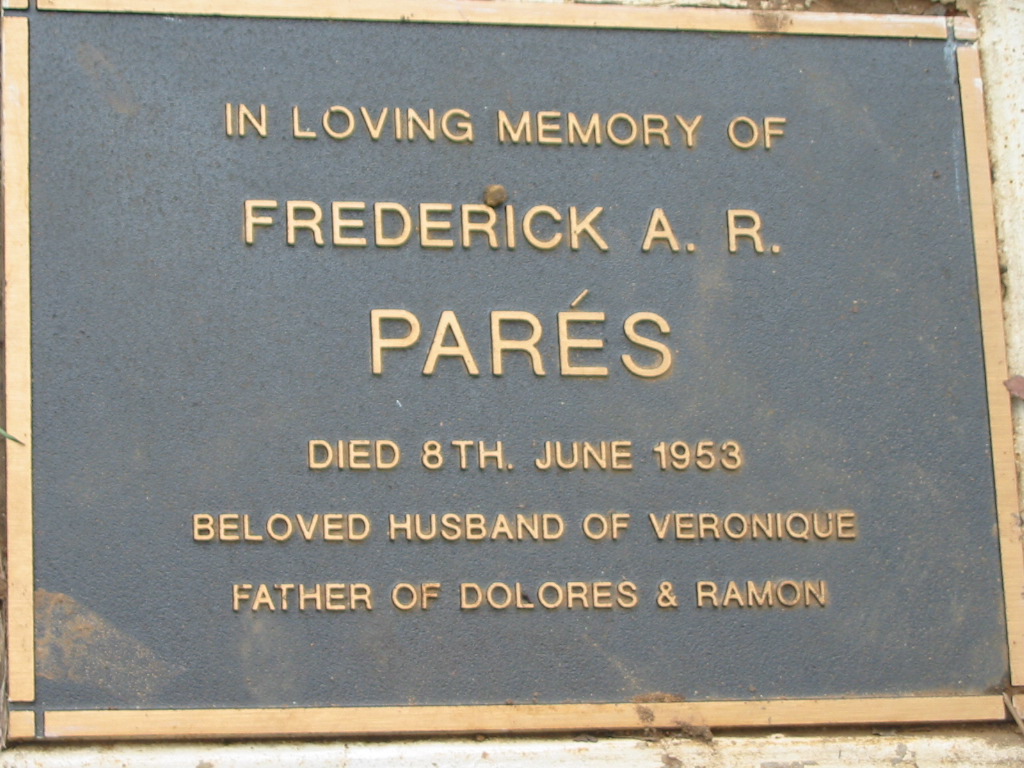 IN LOVING MEMORY OF
FREDERICK A. R.
PARÉS
DIED 8TH. JUNE 1953
BELOVED HUSBAND OF VERONIQUE
FATHER OF DOLORES & RAMON